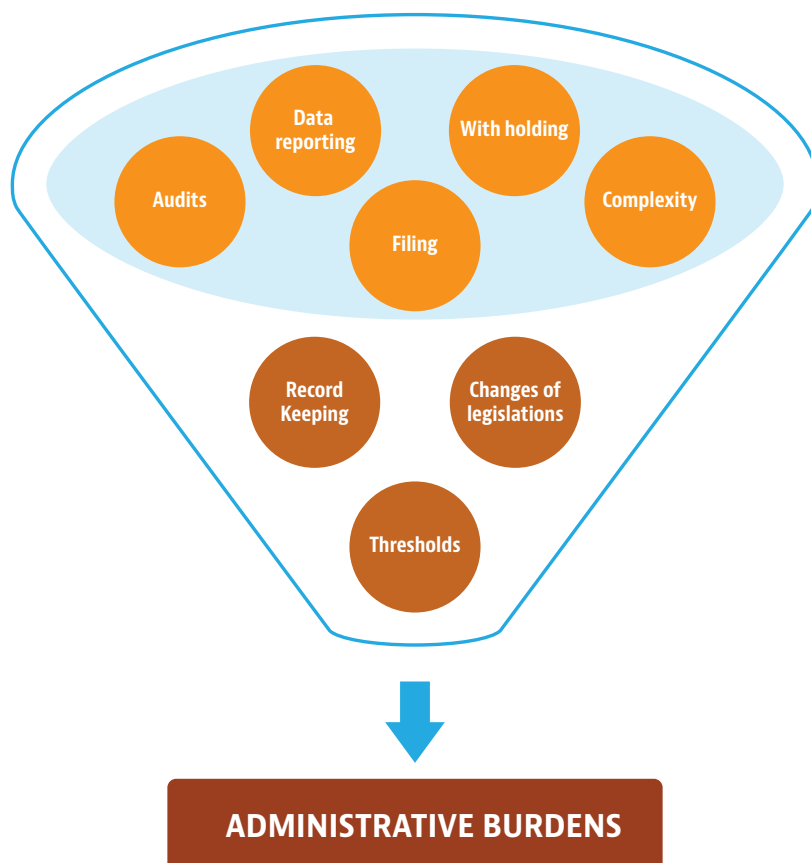 Data
reporting
With holding
Audits
Complexity
Filing
Record
Keeping
Changes of
legislations
Thresholds
ADMINISTRATIVE BURDENS